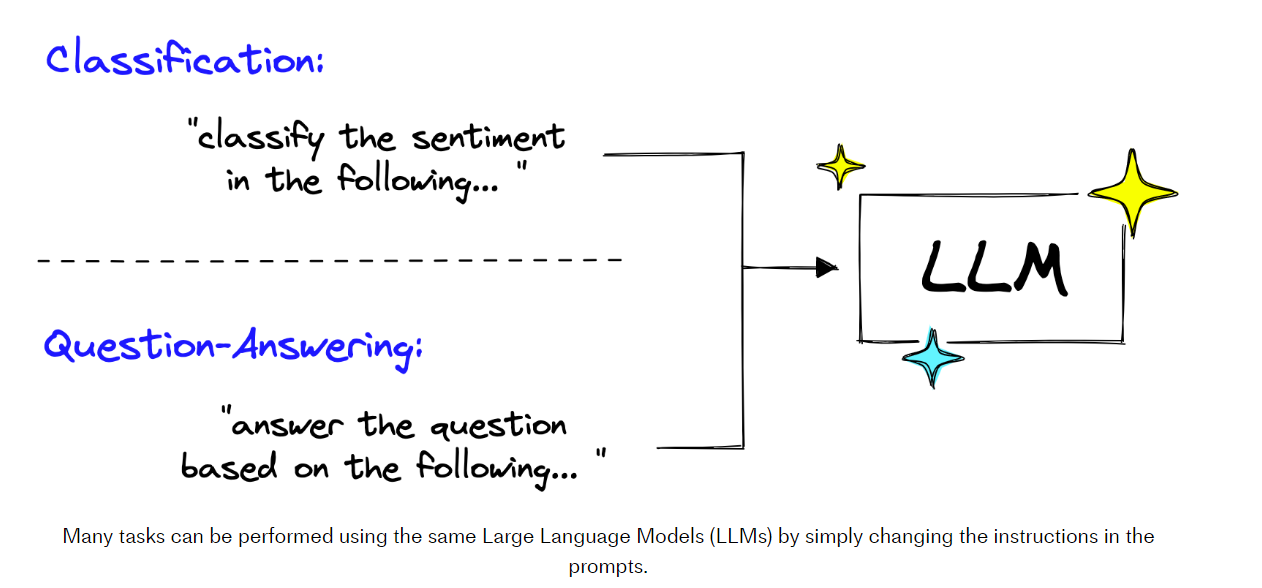 Classification:
"classify the sentiment
in the following... "
Question-Answering:
"answer the question
based on the following... "
LLM
Many tasks can be performed using the same Large Language Models (LLMs) by simply changing the instructions in the
prompts.